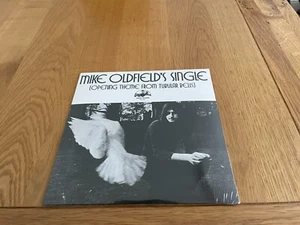 MIKE OLDFIELD'S SINGLE
(OPENING THEME FROM TUBULAR BELLS)